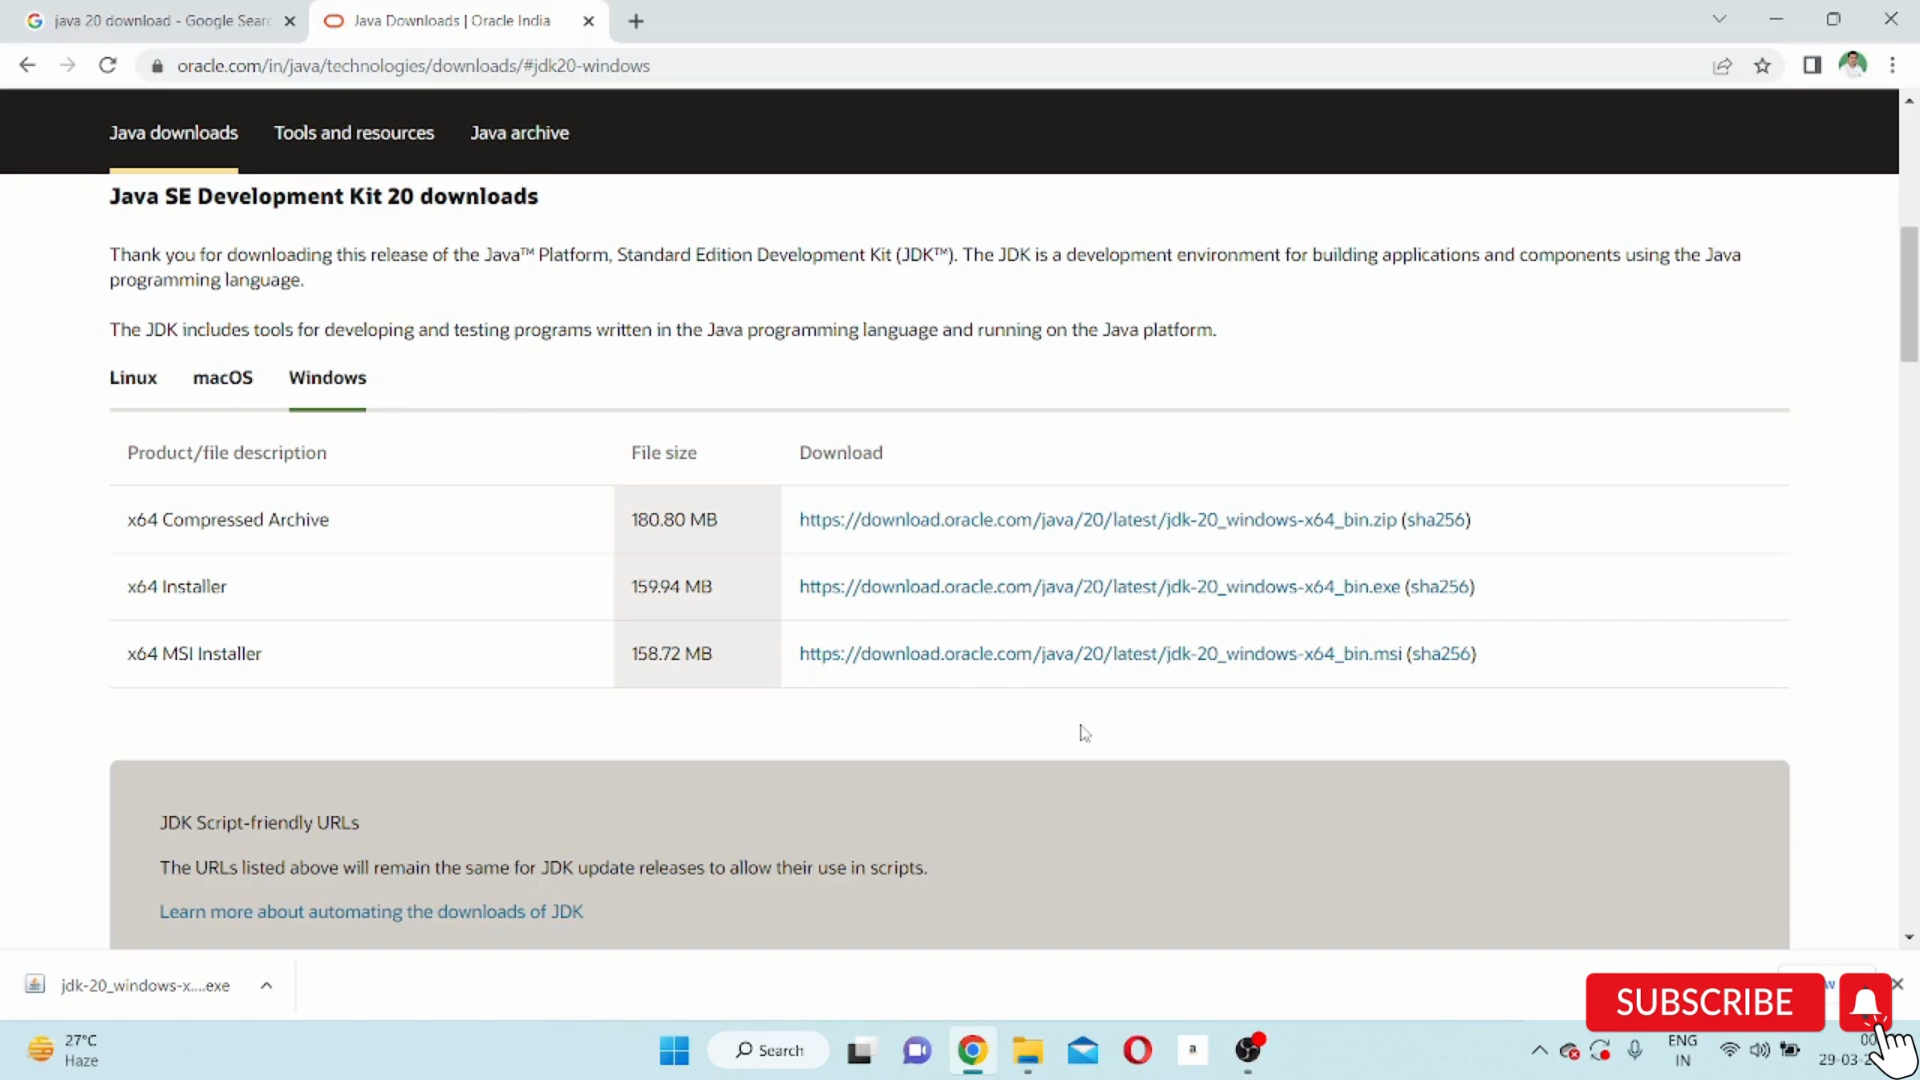 java 20 download - Google Sear
Java Downloads | Oracle India
oracle.com/in/java/technologies/downloads/#jdk20-windows
Java downloads Tools and resources Java archive
Java SE Development Kit 20 downloads
Thank you for downloading this release of the Java™ Platform, Standard Edition Development Kit (JDK™). The JDK is a development environment for building applications and components using the Java
programming language.
The JDK includes tools for developing and testing programs written in the Java programming language and running on the Java platform.
Linux macOS Windows
Product/file description File size Download
x64 Compressed Archive 180.80 MB https://download.oracle.com/java/20/latest/jdk-20_windows-x64_bin.zip (sha256)
x64 Installer 159.94 MB https://download.oracle.com/java/20/latest/jdk-20_windows-x64_bin.exe (sha256)
x64 MSI Installer 158.72 MB https://download.oracle.com/java/20/latest/jdk-20_windows-x64_bin.msi (sha256)
JDK Script-friendly URLs
The URLs listed above will remain the same for JDK update releases to allow their use in scripts.
Learn more about automating the downloads of JDK
jdk-20_windows-x....exe
SUBSCRIBE
27°C
Haze
Search
a
ENG
IN
00
29-03-2